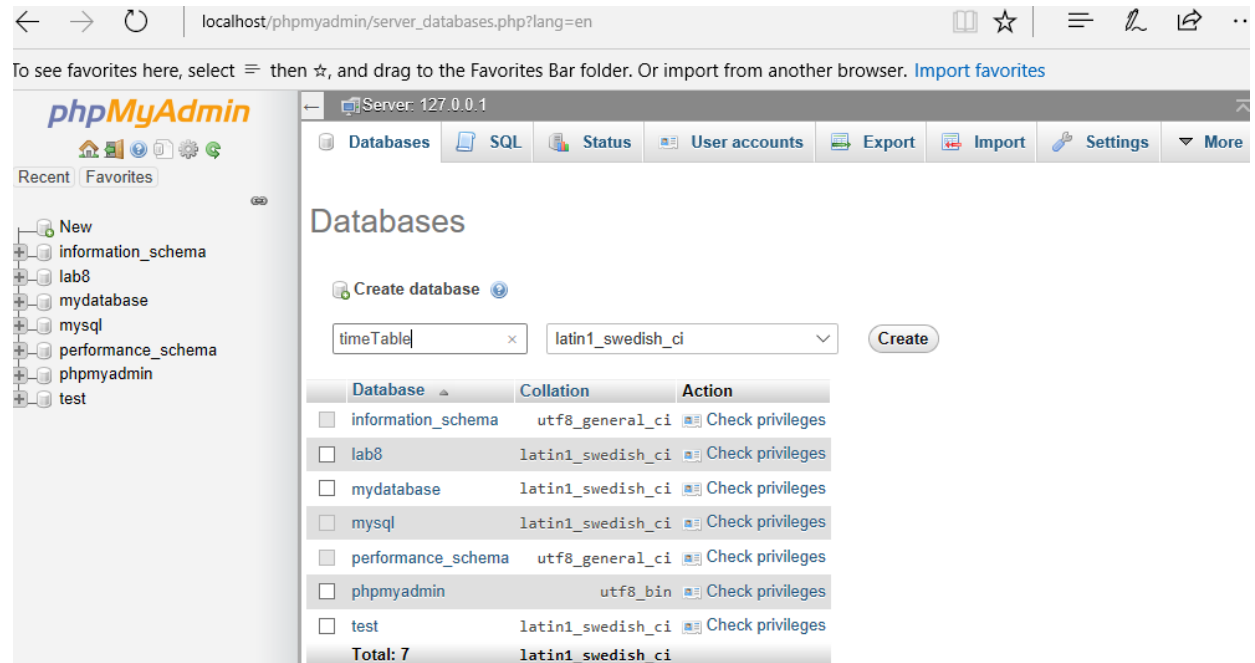 localhost/phpmyadmin/server_databases.php?lang=en
To see favorites here, select ≡ then ☆, and drag to the Favorites Bar folder. Or import from another browser. Import favorites
phpMyAdmin
Recent Favorites
New
information_schema
lab8
mydatabase
mysql
performance_schema
phpmyadmin
test
Server: 127.0.0.1
Databases SQL Status User accounts Export Import Settings More
Databases
Create database
timeTable × latin1_swedish_ci Create
Database Collation Action
information_schema utf8_general_ci Check privileges
lab8 latin1_swedish_ci Check privileges
mydatabase latin1_swedish_ci Check privileges
mysql latin1_swedish_ci Check privileges
performance_schema utf8_general_ci Check privileges
phpmyadmin utf8_bin Check privileges
test latin1_swedish_ci Check privileges
Total: 7 latin1_swedish_ci